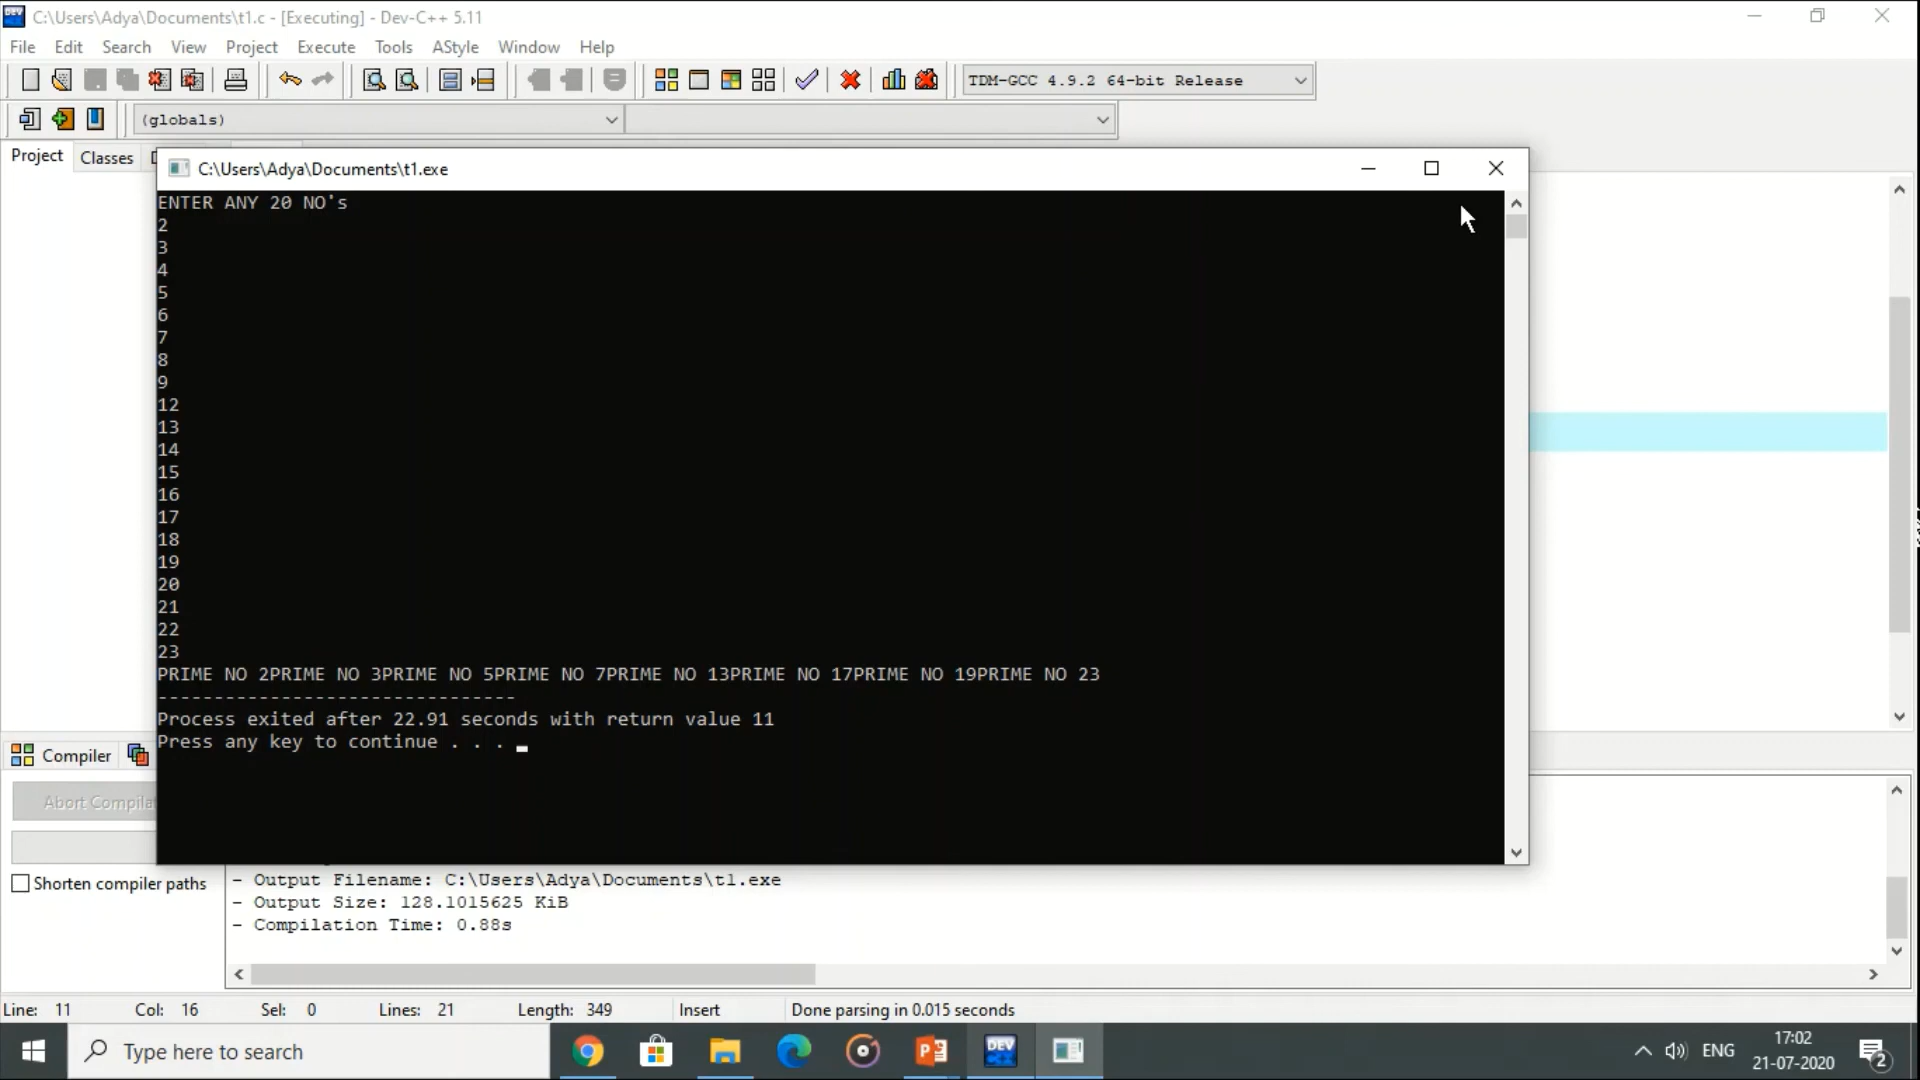 C:\Users\Adya\Documents\t1.c - [Executing] - Dev-C++ 5.11
File Edit Search View Project Execute Tools AStyle Window Help
TDM-GCC 4.9.2 64-bit Release
(globals)
Project Classes D
C:\Users\Adya\Documents\t1.exe
ENTER ANY 20 NO's
2
3
4
5
6
7
8
9
12
13
14
15
16
17
18
19
20
21
22
23
PRIME NO 2PRIME NO 3PRIME NO 5PRIME NO 7PRIME NO 13PRIME NO 17PRIME NO 19PRIME NO 23
--------------------------------
Process exited after 22.91 seconds with return value 11
Press any key to continue . . .
Compiler
Abort Compila
Shorten compiler paths
- Output Filename: C:\Users\Adya\Documents\t1.exe
- Output Size: 128.1015625 KiB
- Compilation Time: 0.88s
Line: 11 Col: 16 Sel: 0 Lines: 21 Length: 349 Insert Done parsing in 0.015 seconds
Type here to search
DEV
ENG
17:02
21-07-2020
2